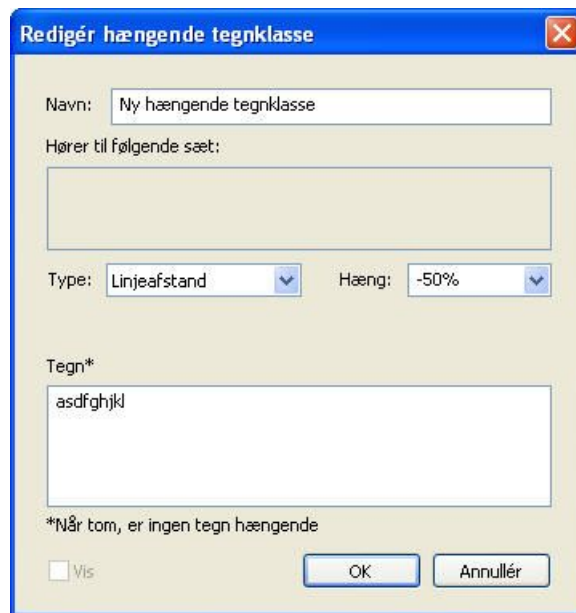 Redigér hængende tegnklasse
Navn: Ny hængende tegnklasse
Hører til følgende sæt:
Type: Linjeafstand Hæng: -50%
Tegn*
asdfghjkl
*Når tom, er ingen tegn hængende
Vis OK Annullér